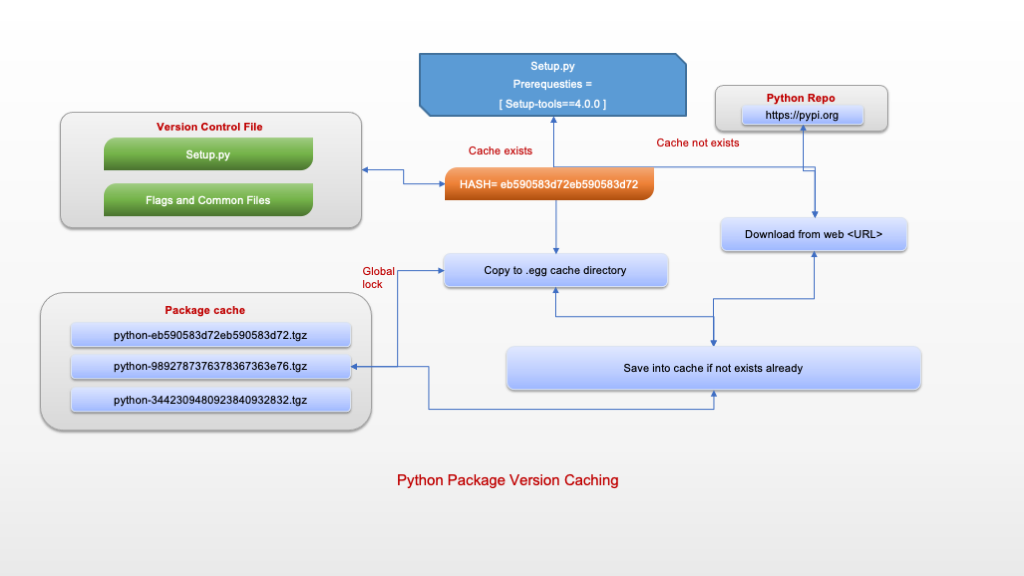 Setup.py
Prerequesties =
[ Setup-tools==4.0.0 ]
Python Repo
https://pypi.org
Version Control File
Setup.py
Flags and Common Files
Cache exists
Cache not exists
HASH= eb590583d72eb590583d72
Download from web <URL>
Copy to .egg cache directory
Global
lock
Package cache
python-eb590583d72eb590583d72.tgz
python-9892787376378367363e76.tgz
python-3442309480923840932832.tgz
Save into cache if not exists already
Python Package Version Caching